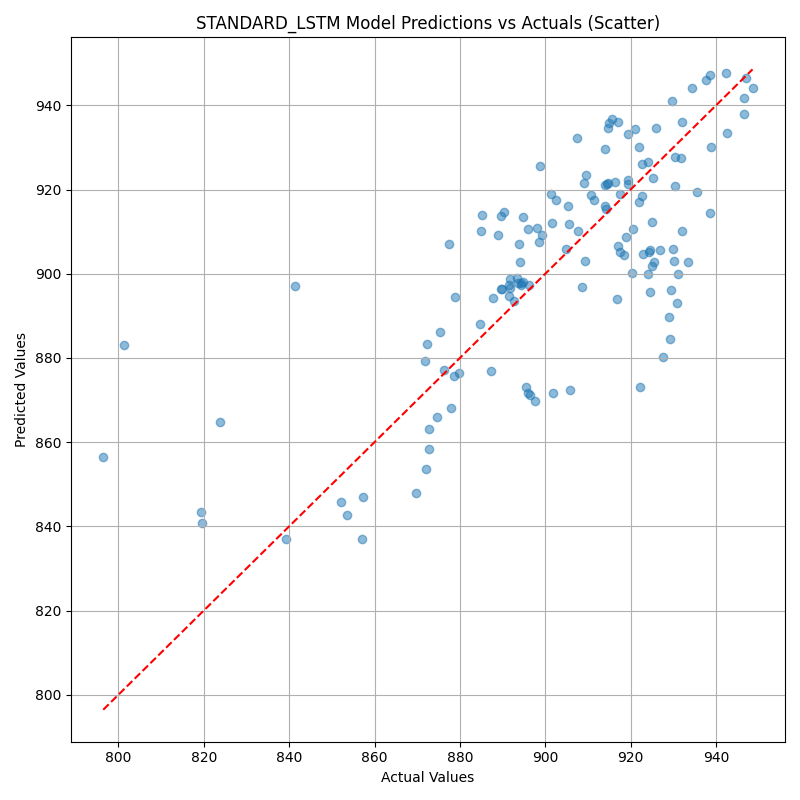 STANDARD_LSTM Model Predictions vs Actuals (Scatter)
Predicted Values
940
920
900
880
860
840
820
800
800 820 840 860 880 900 920 940
Actual Values